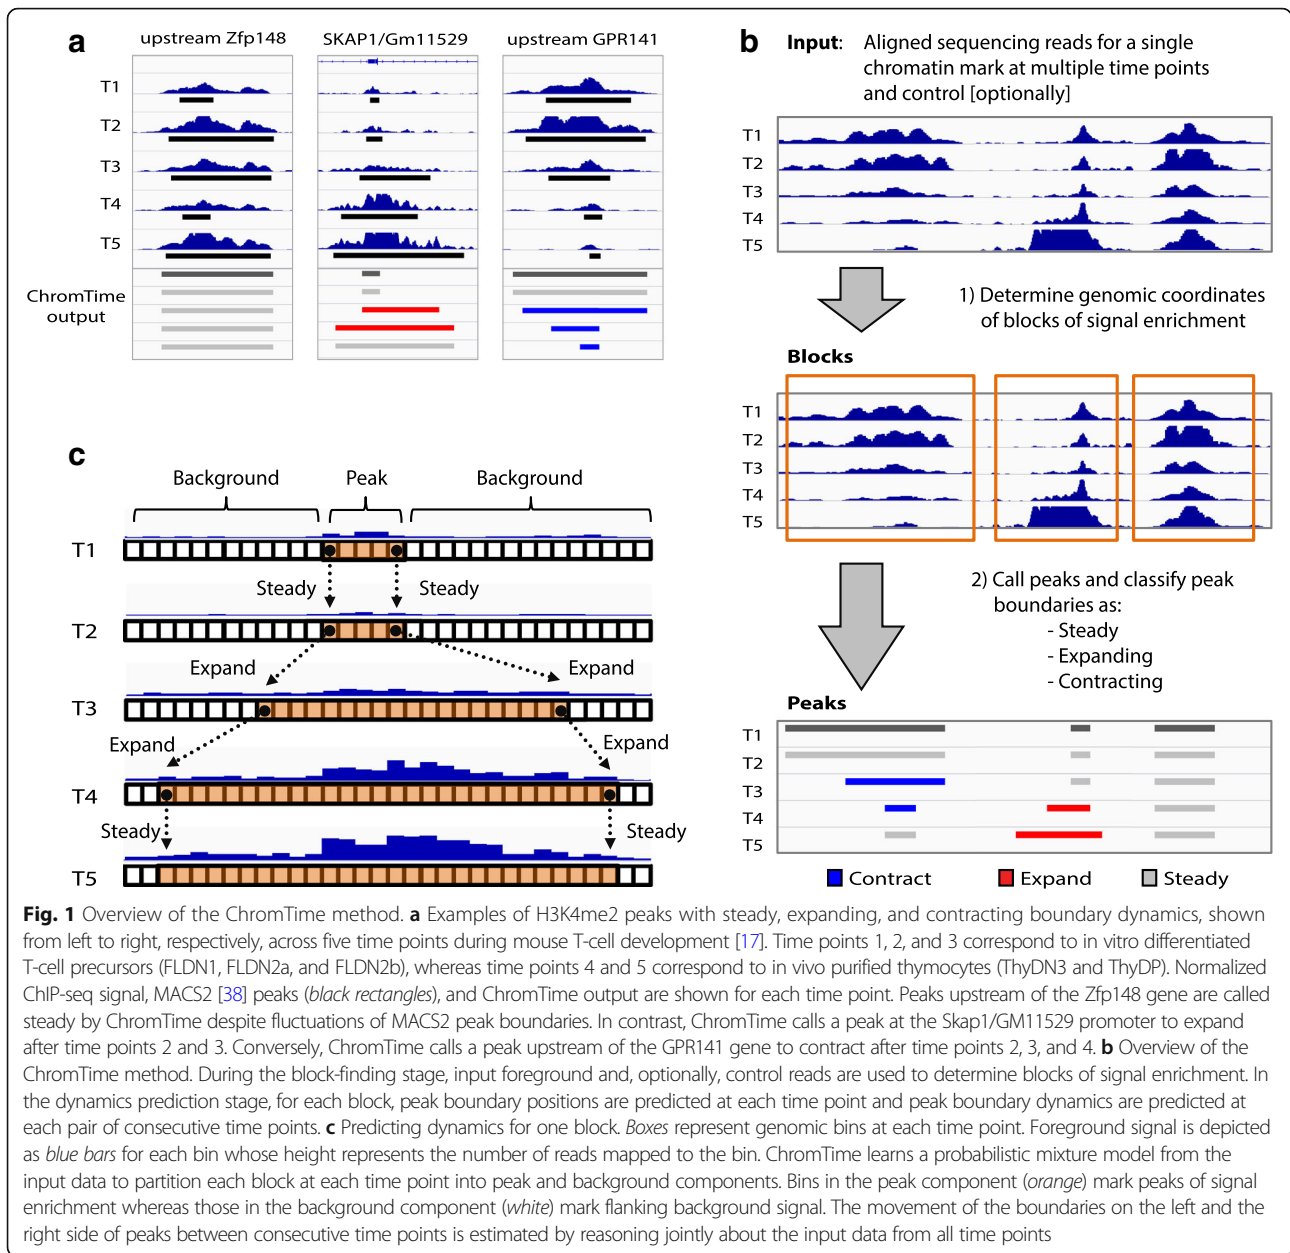 a
upstream Zfp148
SKAP1/Gm11529
upstream GPR141
T1
T2
T3
T4
T5
ChromTime
output
b
Input: Aligned sequencing reads for a single
chromatin mark at multiple time points
and control [optionally]
T1
T2
T3
T4
T5
1) Determine genomic coordinates
of blocks of signal enrichment
Blocks
T1
T2
T3
T4
T5
2) Call peaks and classify peak
boundaries as:
- Steady
- Expanding
- Contracting
Peaks
T1
T2
T3
T4
T5
Contract
Expand
Steady
c
Background
Peak
Background
T1
Steady
Steady
T2
Expand
Expand
T3
Expand
Expand
T4
Steady
Steady
T5
Fig. 1 Overview of the ChromTime method. a Examples of H3K4me2 peaks with steady, expanding, and contracting boundary dynamics, shown
from left to right, respectively, across five time points during mouse T-cell development [17]. Time points 1, 2, and 3 correspond to in vitro differentiated
T-cell precursors (FLDN1, FLDN2a, and FLDN2b), whereas time points 4 and 5 correspond to in vivo purified thymocytes (ThyDN3 and ThyDP). Normalized
ChIP-seq signal, MACS2 [38] peaks (black rectangles), and ChromTime output are shown for each time point. Peaks upstream of the Zfp148 gene are called
steady by ChromTime despite fluctuations of MACS2 peak boundaries. In contrast, ChromTime calls a peak at the Skap1/GM11529 promoter to expand
after time points 2 and 3. Conversely, ChromTime calls a peak upstream of the GPR141 gene to contract after time points 2, 3, and 4. b Overview of the
ChromTime method. During the block-finding stage, input foreground and, optionally, control reads are used to determine blocks of signal enrichment. In
the dynamics prediction stage, for each block, peak boundary positions are predicted at each time point and peak boundary dynamics are predicted at
each pair of consecutive time points. c Predicting dynamics for one block. Boxes represent genomic bins at each time point. Foreground signal is depicted
as blue bars for each bin whose height represents the number of reads mapped to the bin. ChromTime learns a probabilistic mixture model from the
input data to partition each block at each time point into peak and background components. Bins in the peak component (orange) mark peaks of signal
enrichment whereas those in the background component (white) mark flanking background signal. The movement of the boundaries on the left and the
right side of peaks between consecutive time points is estimated by reasoning jointly about the input data from all time points